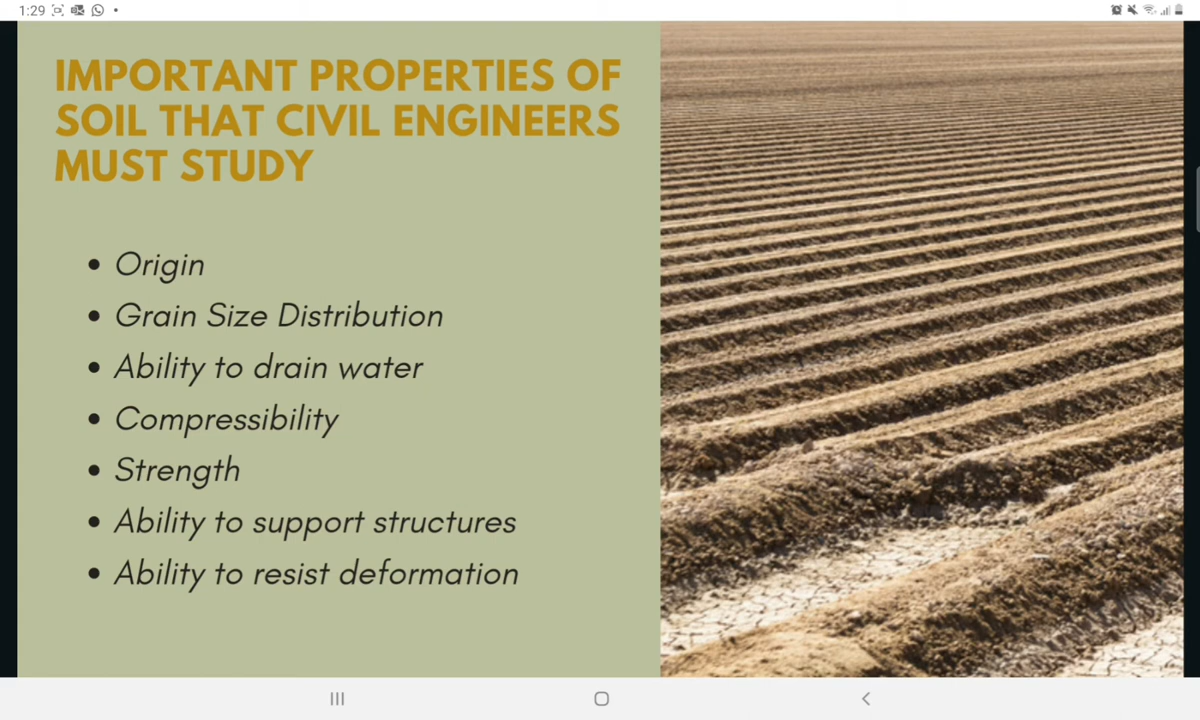 1:29
IMPORTANT PROPERTIES OF
SOIL THAT CIVIL ENGINEERS
MUST STUDY
• Origin
• Grain Size Distribution
• Ability to drain water
• Compressibility
• Strength
• Ability to support structures
• Ability to resist deformation